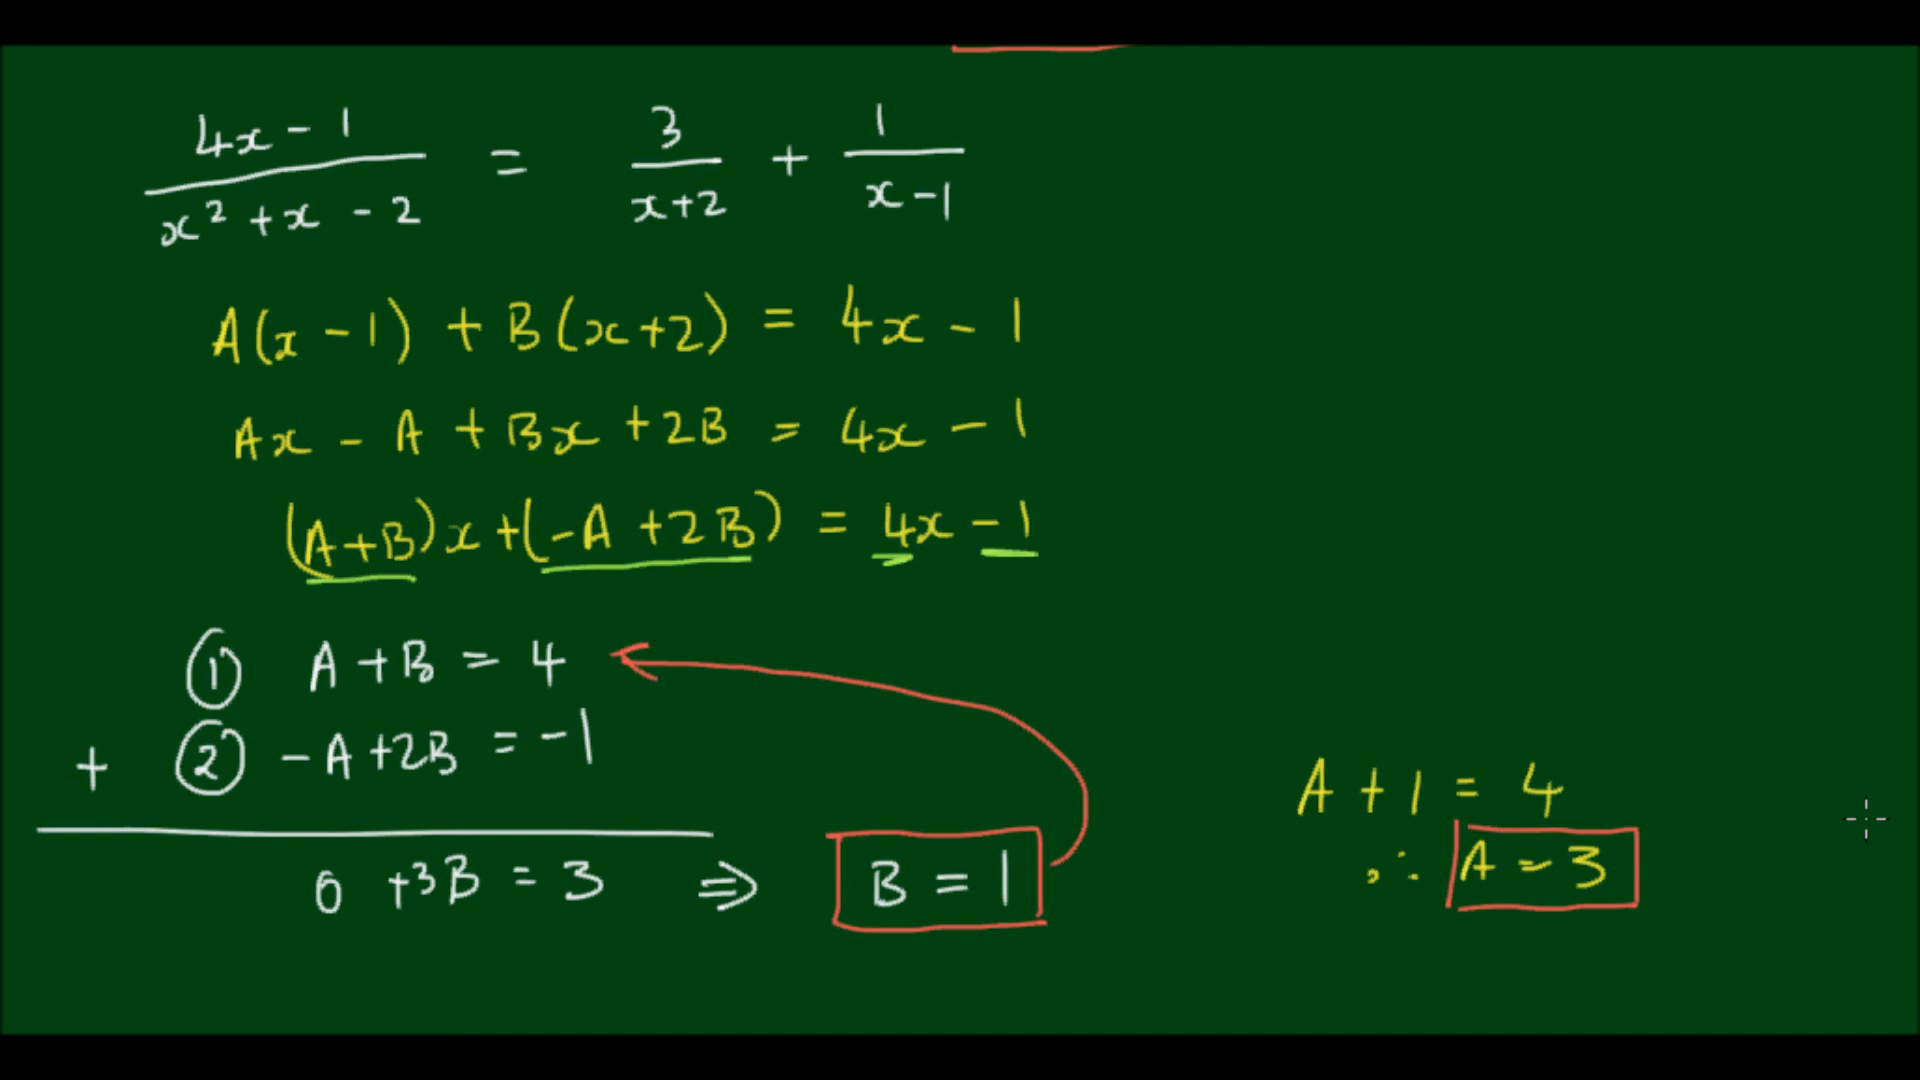 (4x - 1)/(x² + x - 2) = 3/(x+2) + 1/(x-1)
A(x - 1) + B(x+2) = 4x - 1
Ax - A + Bx + 2B = 4x - 1
(A+B)x + (-A + 2B) = 4x - 1
① A + B = 4
+ ② - A + 2B = -1
0 + 3B = 3 ⇒ B = 1
A + 1 = 4
∴ A = 3